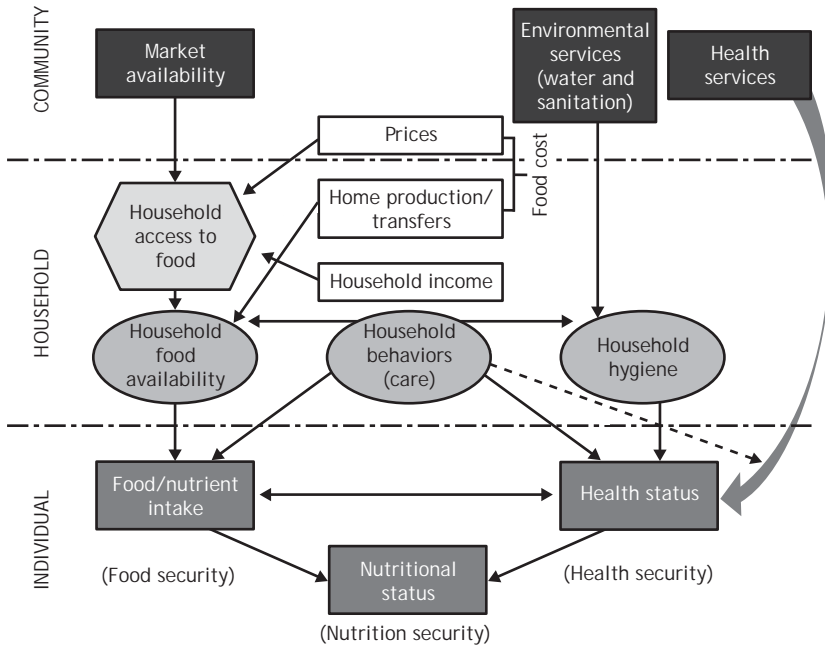 COMMUNITY
Market
availability
Environmental
services
(water and
sanitation)
Health
services
Prices
Food cost
HOUSEHOLD
Household
access to
food
Home production/
transfers
Household income
Household
food
availability
Household
behaviors
(care)
Household
hygiene
INDIVIDUAL
Food/nutrient
intake
Health status
(Food security)
Nutritional
status
(Health security)
(Nutrition security)